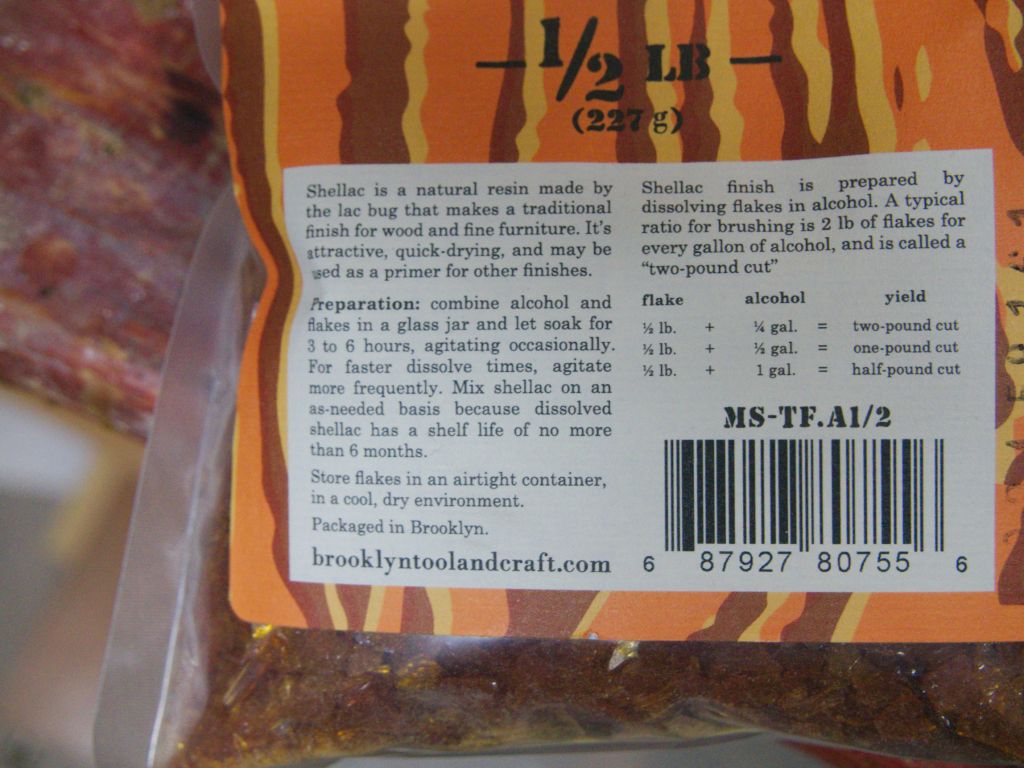 1/2 LB
(227 g)
Shellac is a natural resin made by
the lac bug that makes a traditional
finish for wood and fine furniture. It's
attractive, quick-drying, and may be
used as a primer for other finishes.
Preparation: combine alcohol and
flakes in a glass jar and let soak for
3 to 6 hours, agitating occasionally.
For faster dissolve times, agitate
more frequently. Mix shellac on an
as-needed basis because dissolved
shellac has a shelf life of no more
than 6 months.
Store flakes in an airtight container,
in a cool, dry environment.
Packaged in Brooklyn.
brooklyntoolandcraft.com
Shellac finish is prepared by
dissolving flakes in alcohol. A typical
ratio for brushing is 2 lb of flakes for
every gallon of alcohol, and is called a
“two-pound cut”
flake alcohol yield
½ lb. + ¼ gal. = two-pound cut
½ lb. + ½ gal. = one-pound cut
½ lb. + 1 gal. = half-pound cut
MS-TF.A1/2
6 87927 80755 6